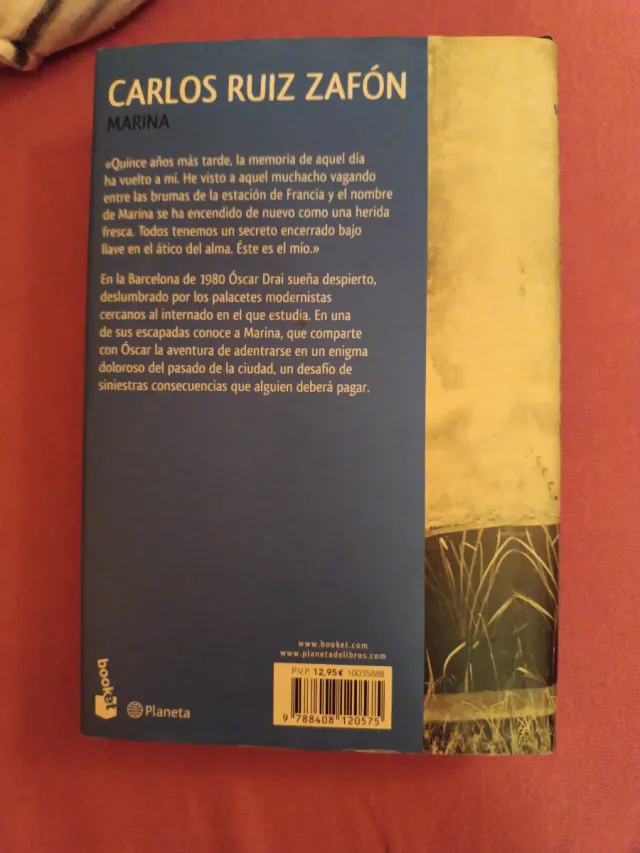 CARLOS RUIZ ZAFÓN
MARINA
«Quince años más tarde, la memoria de aquel día
ha vuelto a mí. He visto a aquel muchacho vagando
entre las brumas de la estación de Francia y el nombre
de Marina se ha encendido de nuevo como una herida
fresca. Todos tenemos un secreto encerrado bajo
llave en el ático del alma. Éste es el mío.»
En la Barcelona de 1980 Óscar Drai sueña despierto,
deslumbrado por los palacetes modernistas
cercanos al internado en el que estudia. En una
de sus escapadas conoce a Marina, que comparte
con Óscar la aventura de adentrarse en un enigma
doloroso del pasado de la ciudad, un desafío de
siniestras consecuencias que alguien deberá pagar.
www.booket.com
www.planetadelibros.com
P.V.P. 12,95€ 10035888
9 788408 120575
booket
Planeta